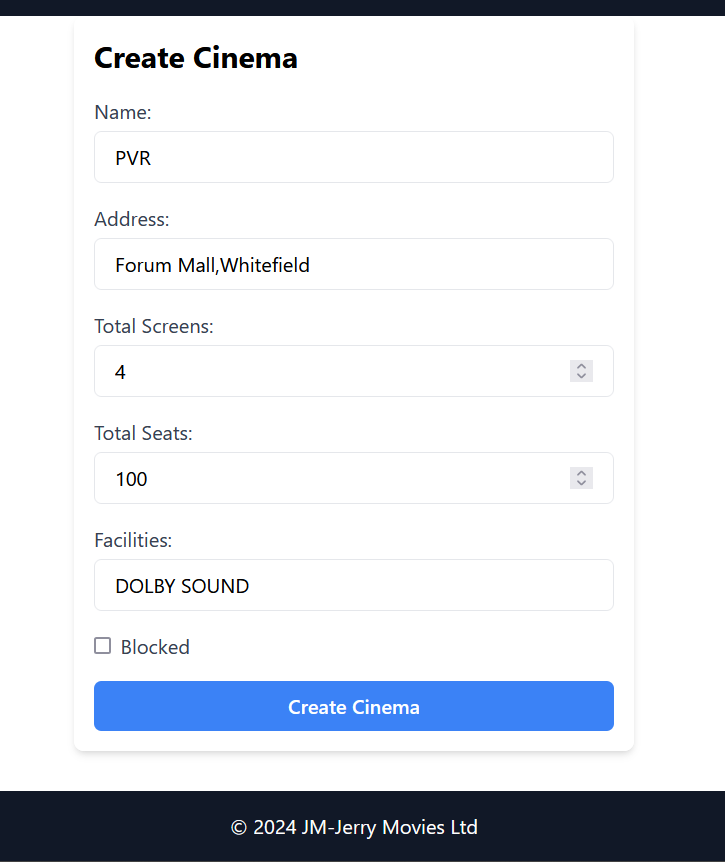 Create Cinema
Name:
PVR
Address:
Forum Mall,Whitefield
Total Screens:
4
Total Seats:
100
Facilities:
DOLBY SOUND
Blocked
Create Cinema
© 2024 JM-Jerry Movies Ltd